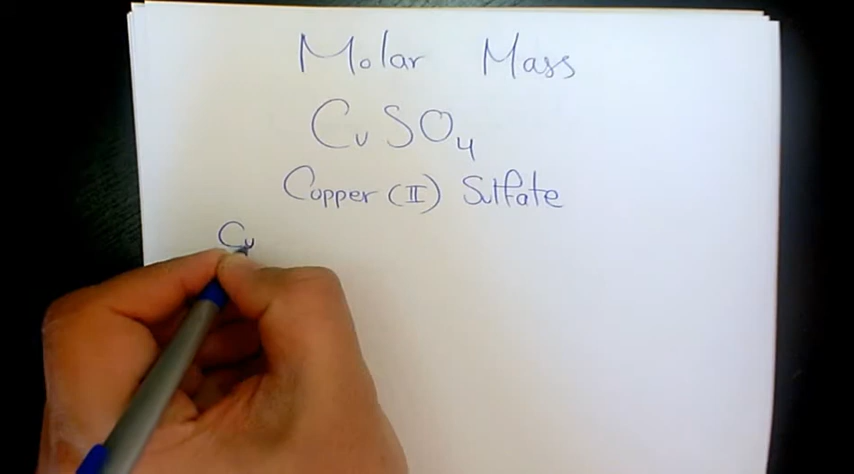 Molar Mass
CuSO4
Copper (II) Sulfate
Cu